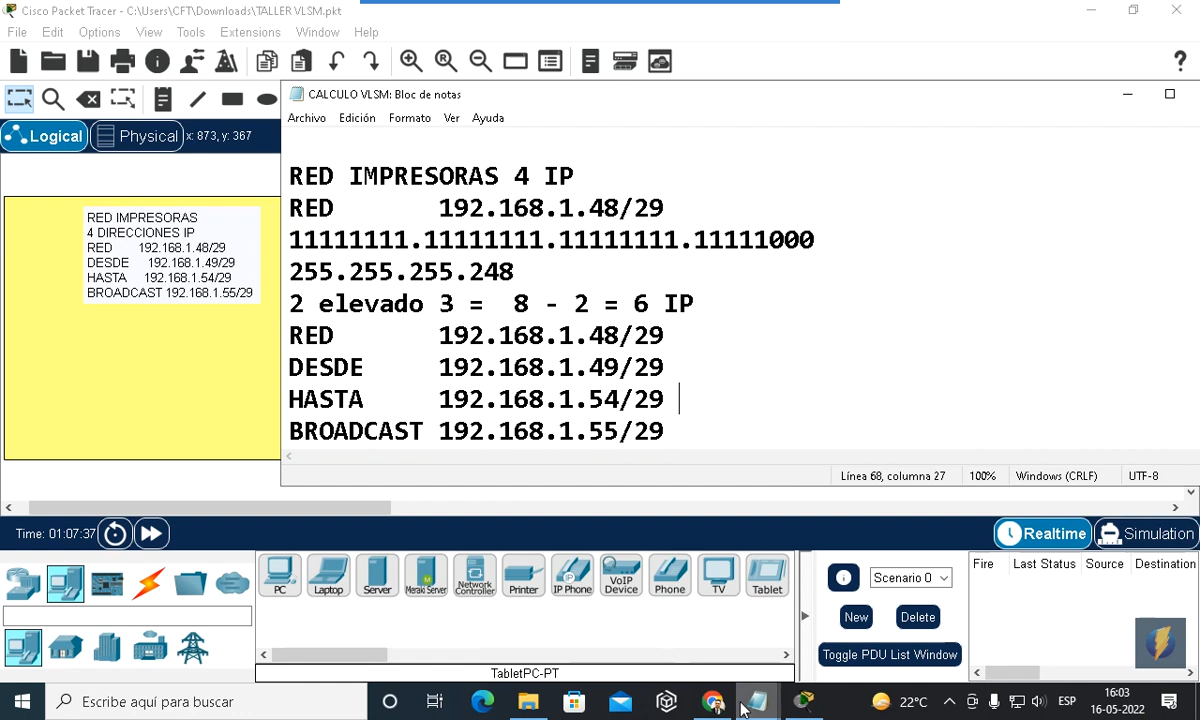 Cisco Packet Tracer - C:\Users\CFT\Downloads\TALLER VLSM.pkt
File Edit Options View Tools Extensions Window Help
?
Logical Physical x: 873, y: 367
CALCULO VLSM: Bloc de notas
Archivo Edición Formato Ver Ayuda
RED IMPRESORAS
4 DIRECCIONES IP
RED 192.168.1.48/29
DESDE 192.168.1.49/29
HASTA 192.168.1.54/29
BROADCAST 192.168.1.55/29
RED IMPRESORAS 4 IP
RED 192.168.1.48/29
11111111.11111111.11111111.11111000
255.255.255.248
2 elevado 3 = 8 - 2 = 6 IP
RED 192.168.1.48/29
DESDE 192.168.1.49/29
HASTA 192.168.1.54/29
BROADCAST 192.168.1.55/29
Línea 68, columna 27 100% Windows (CRLF) UTF-8
Time: 01:07:37 Realtime Simulation
PC Laptop Server Meraki Server Network Controller Printer IP Phone VoIP Device Phone TV Tablet
TabletPC-PT
Scenario 0
New Delete
Toggle PDU List Window
Fire Last Status Source Destination
Escribe aquí para buscar
22°C ESP 16:03
16-05-2022